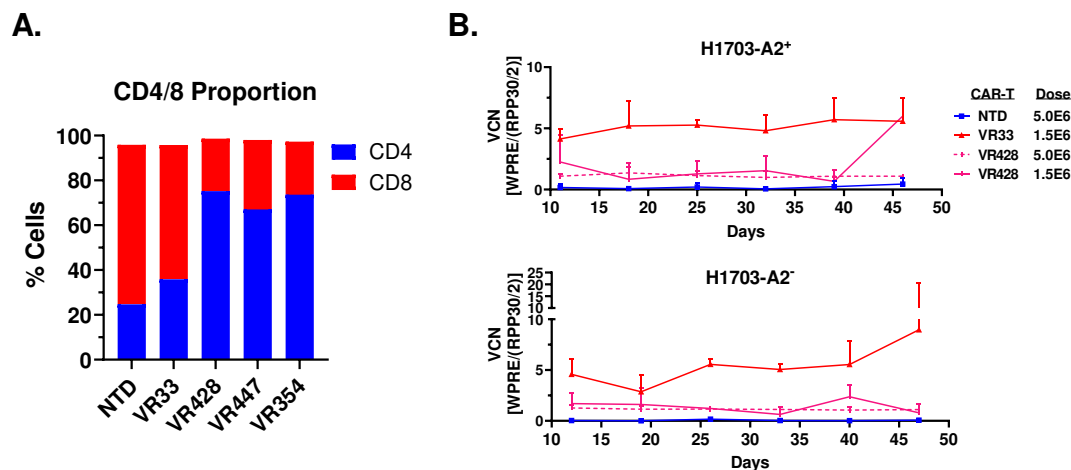 A.
CD4/8 Proportion
100
80
60
40
20
0
% Cells
CD4
CD8
NTD
VR33
VR428
VR447
VR354
B.
H1703-A2⁺
VCN
[WPRE/(RPP30/2)]
10
5
0
10 15 20 25 30 35 40 45 50
Days
CAR-T Dose
NTD 5.0E6
VR33 1.5E6
VR428 5.0E6
VR428 1.5E6
H1703-A2⁻
VCN
[WPRE/(RPP30/2)]
25
20
15
10
10
5
0
10 15 20 25 30 35 40 45 50
Days